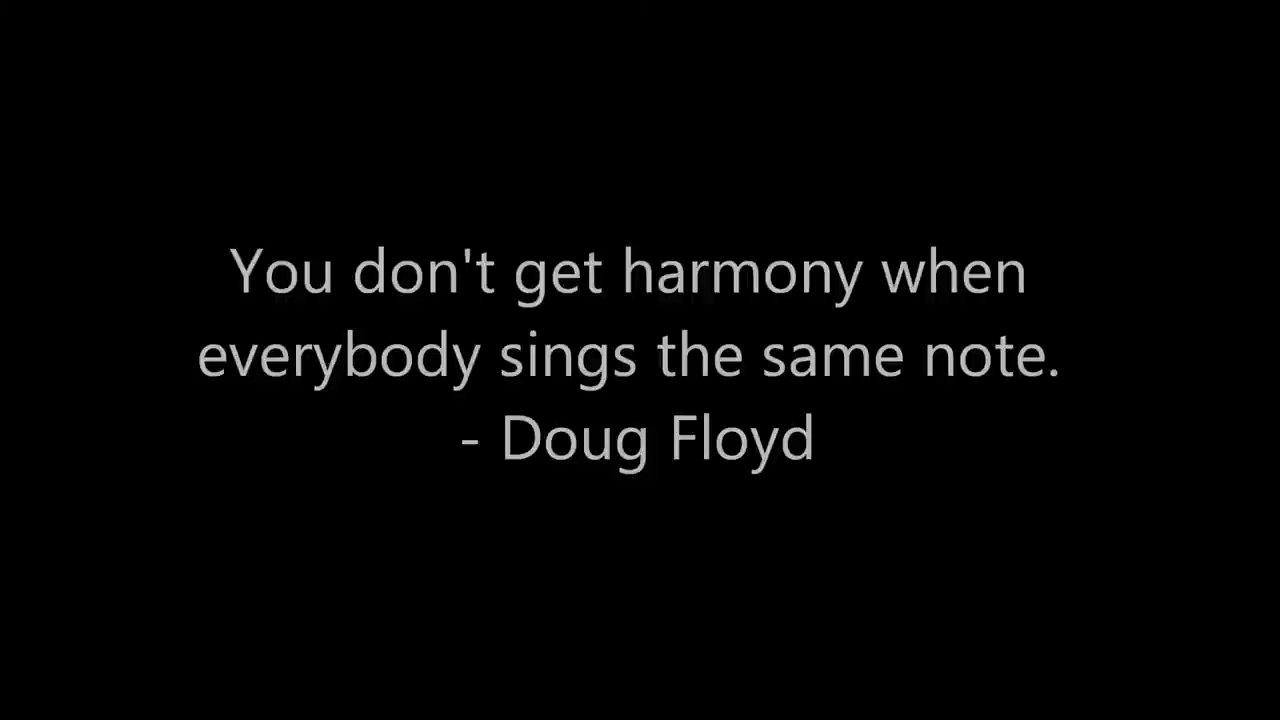 You don't get harmony when
everybody sings the same note.
- Doug Floyd